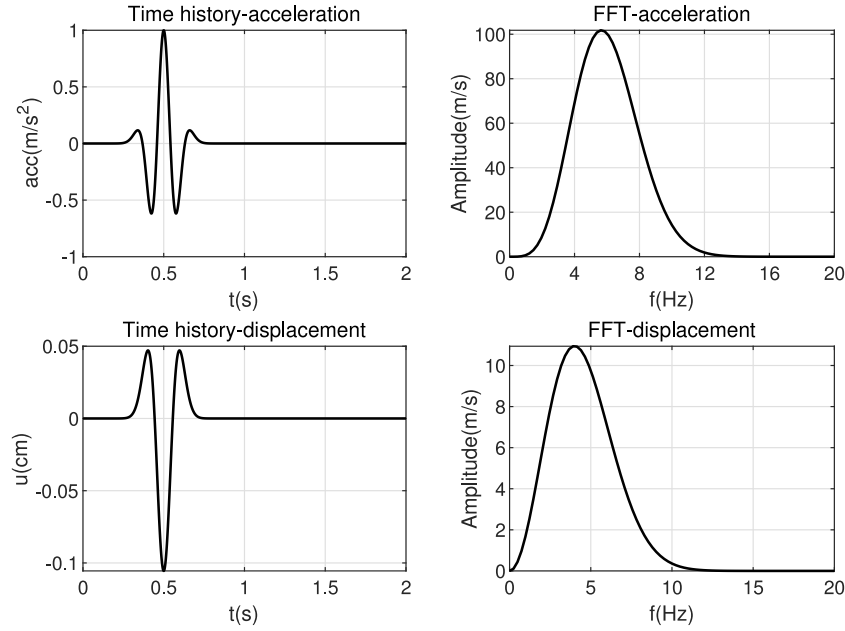 Time history-acceleration
acc(m/s²)
1
0.5
0
-0.5
-1
0 0.5 1 1.5 2
t(s)
FFT-acceleration
Amplitude(m/s)
100
80
60
40
20
0
0 4 8 12 16 20
f(Hz)
Time history-displacement
u(cm)
0.05
0
-0.05
-0.1
0 0.5 1 1.5 2
t(s)
FFT-displacement
Amplitude(m/s)
10
8
6
4
2
0
0 5 10 15 20
f(Hz)